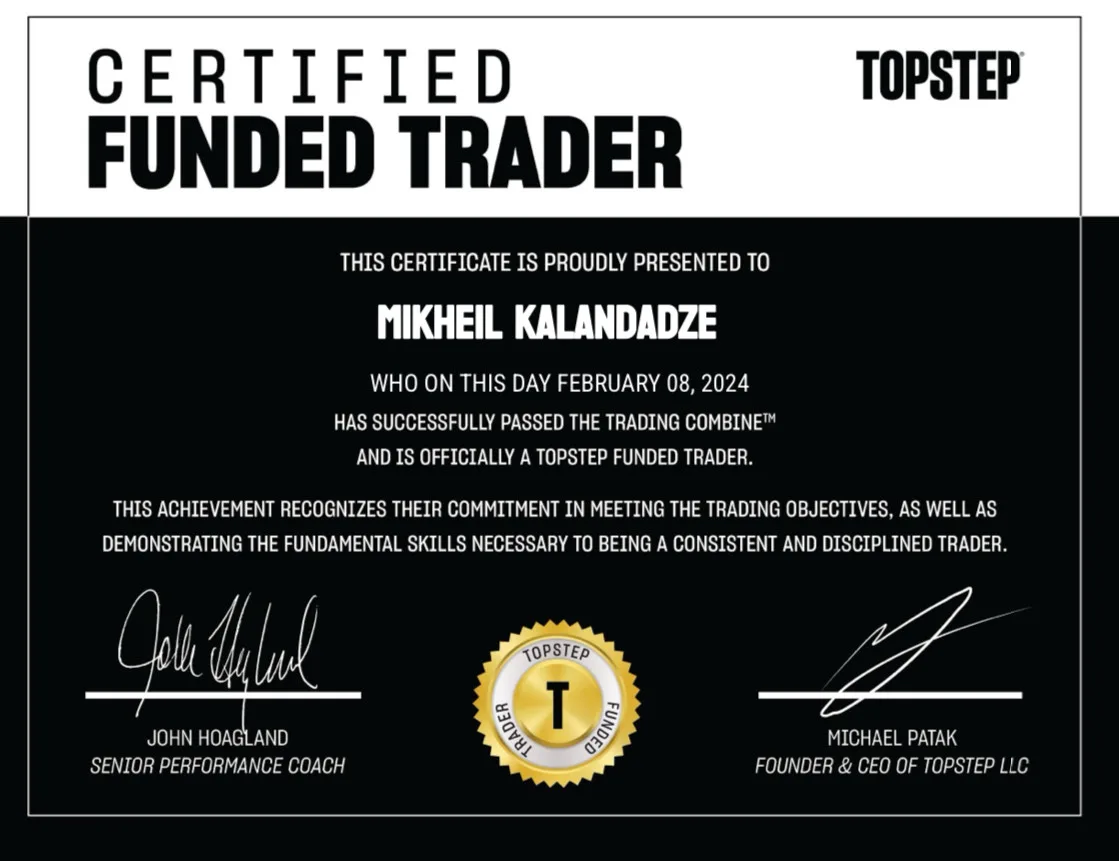 CERTIFIED
TOPSTEP®
FUNDED TRADER
THIS CERTIFICATE IS PROUDLY PRESENTED TO
MIKHEIL KALANDADZE
WHO ON THIS DAY FEBRUARY 08, 2024
HAS SUCCESSFULLY PASSED THE TRADING COMBINE™
AND IS OFFICIALLY A TOPSTEP FUNDED TRADER.
THIS ACHIEVEMENT RECOGNIZES THEIR COMMITMENT IN MEETING THE TRADING OBJECTIVES, AS WELL AS
DEMONSTRATING THE FUNDAMENTAL SKILLS NECESSARY TO BEING A CONSISTENT AND DISCIPLINED TRADER.
JOHN HOAGLAND
SENIOR PERFORMANCE COACH
TOPSTEP
T
FUNDED
TRADER
MICHAEL PATAK
FOUNDER & CEO OF TOPSTEP LLC